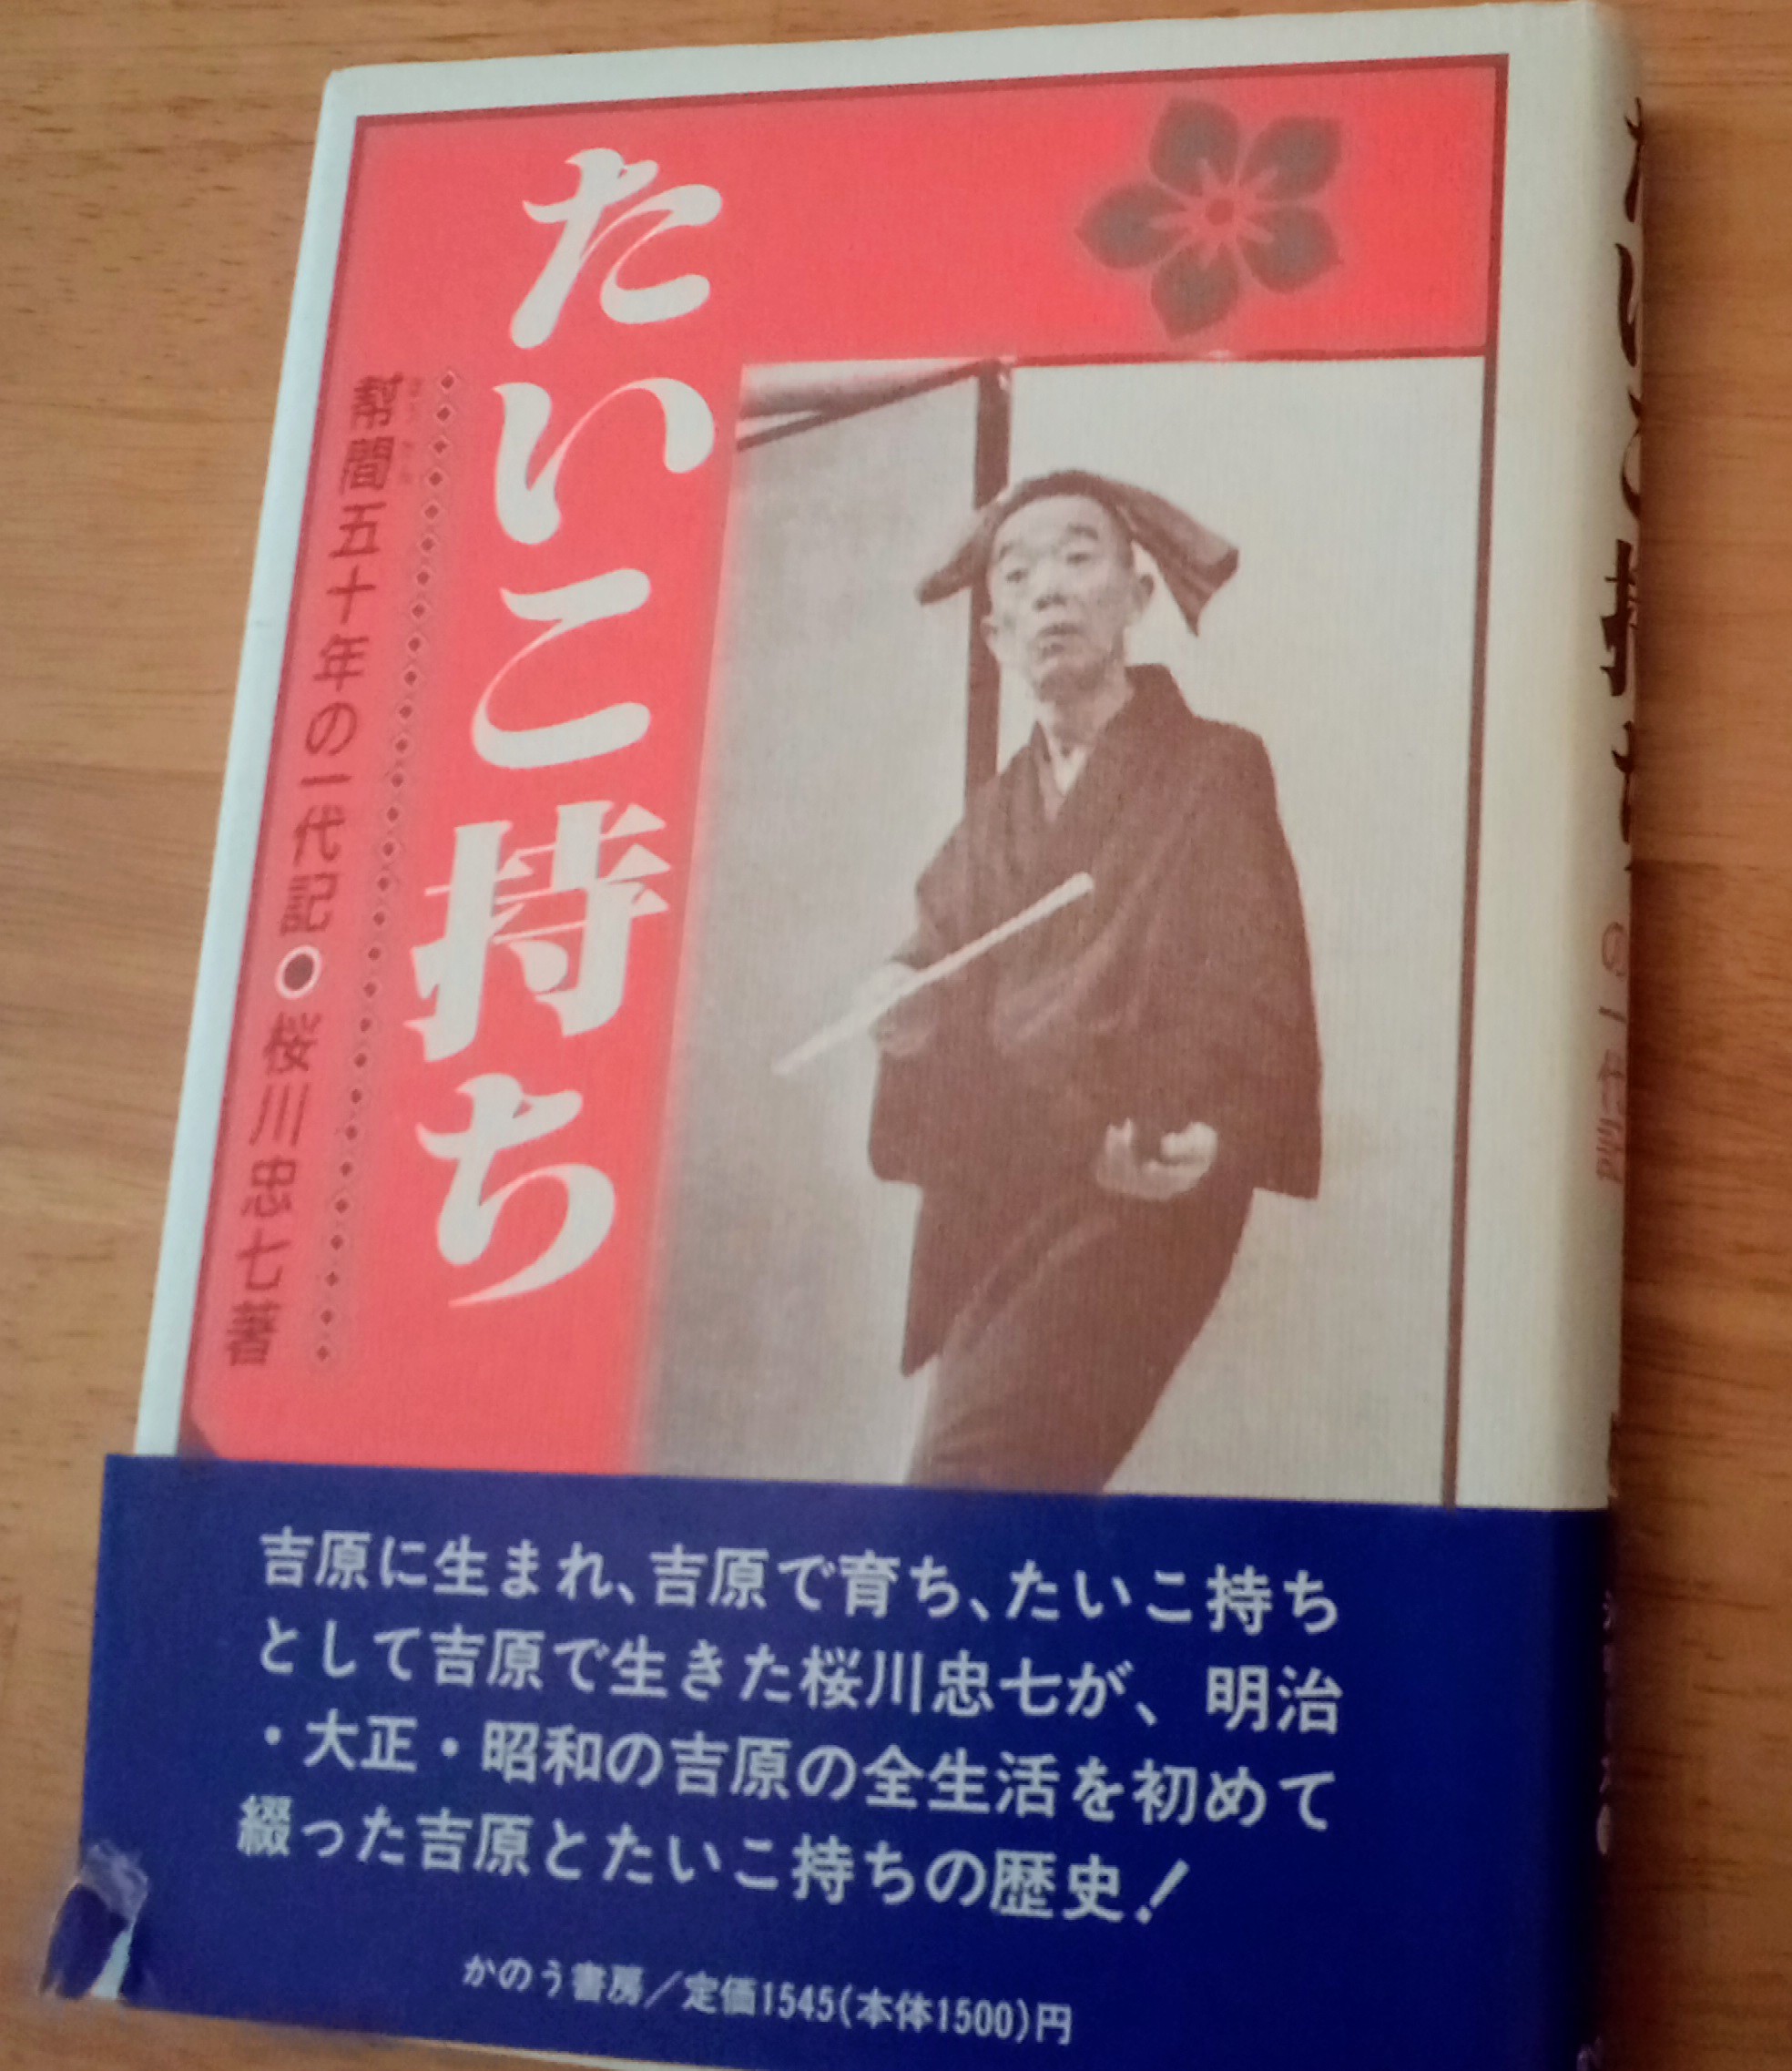 たいこ持ち
幇間五十年の一代記●桜川忠七著
吉原に生まれ、吉原で育ち、たいこ持ち
として吉原で生きた桜川忠七が、明治
・大正・昭和の吉原の全生活を初めて
綴った吉原とたいこ持ちの歴史！
かのう書房／定価1545(本体1500)円